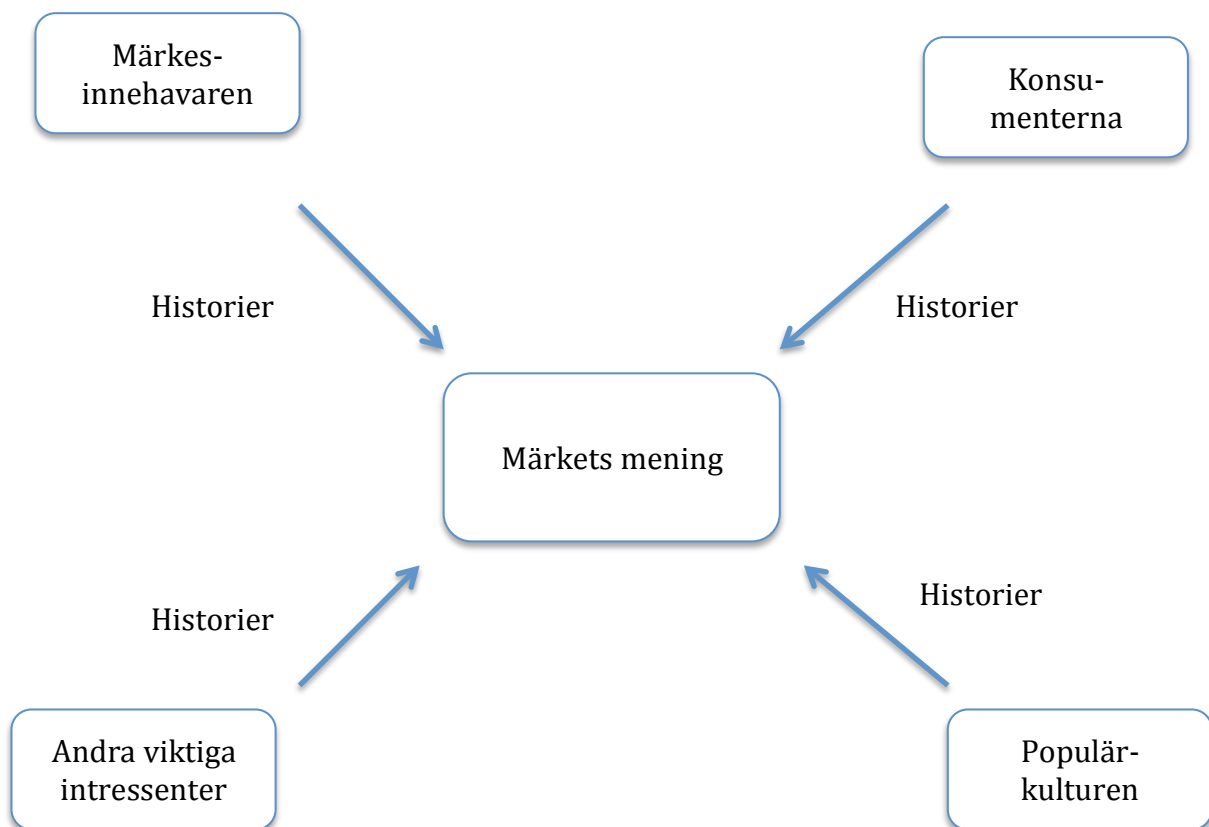 Märkes-
innehavaren
Konsu-
menterna
Historier
Historier
Märkets mening
Historier
Historier
Andra viktiga
intressenter
Populär-
kulturen